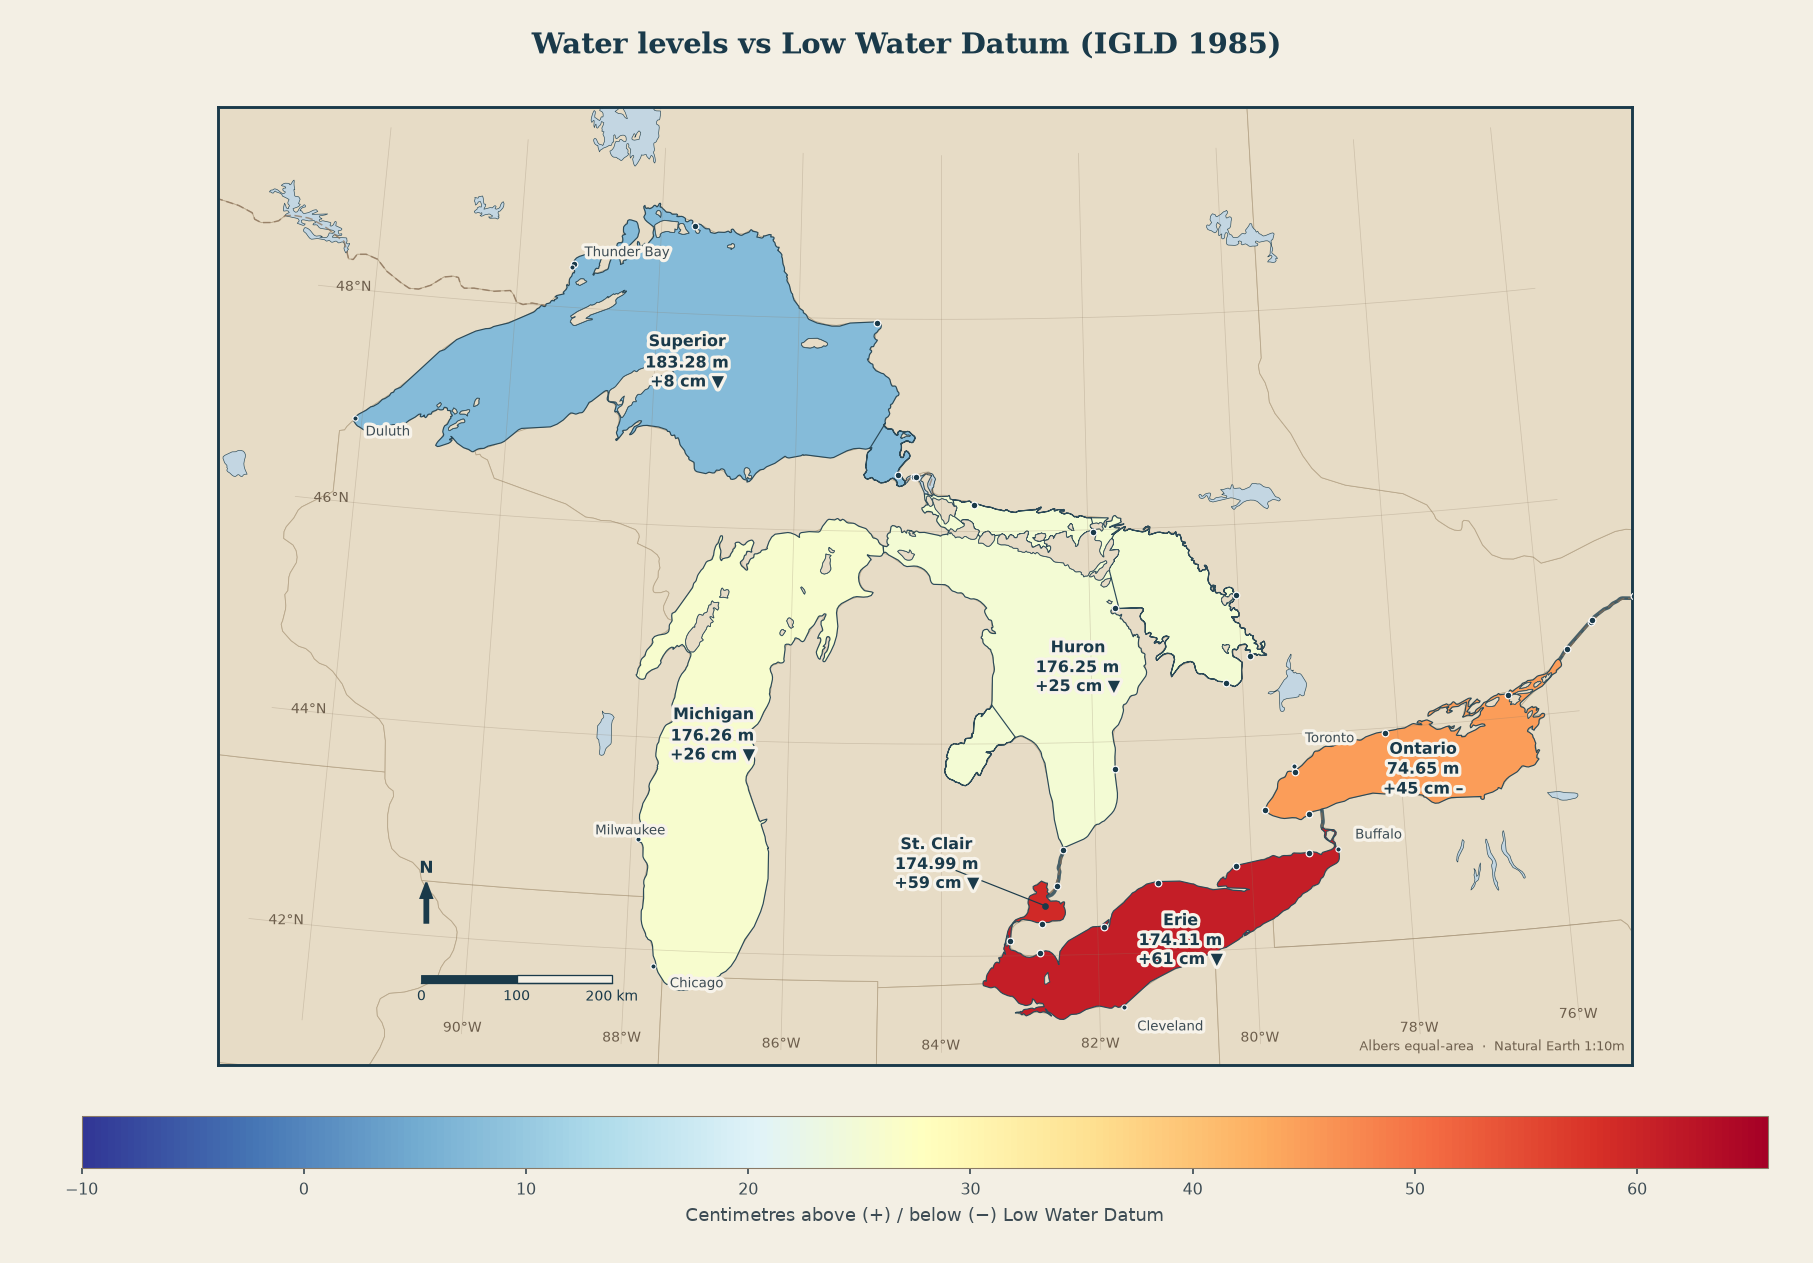 Water levels vs Low Water Datum (IGLD 1985)
Thunder Bay
48°N
Superior
183.28 m
+8 cm ▼
Duluth
46°N
Huron
176.25 m
+25 cm ▼
44°N
Michigan
176.26 m
+26 cm ▼
Toronto
Ontario
74.65 m
+45 cm –
Milwaukee
Buffalo
St. Clair
174.99 m
+59 cm ▼
N
42°N
Erie
174.11 m
+61 cm ▼
Chicago
0 100 200 km
Cleveland
90°W 88°W 86°W 84°W 82°W 80°W 78°W 76°W
Albers equal-area · Natural Earth 1:10m
−10 0 10 20 30 40 50 60
Centimetres above (+) / below (−) Low Water Datum